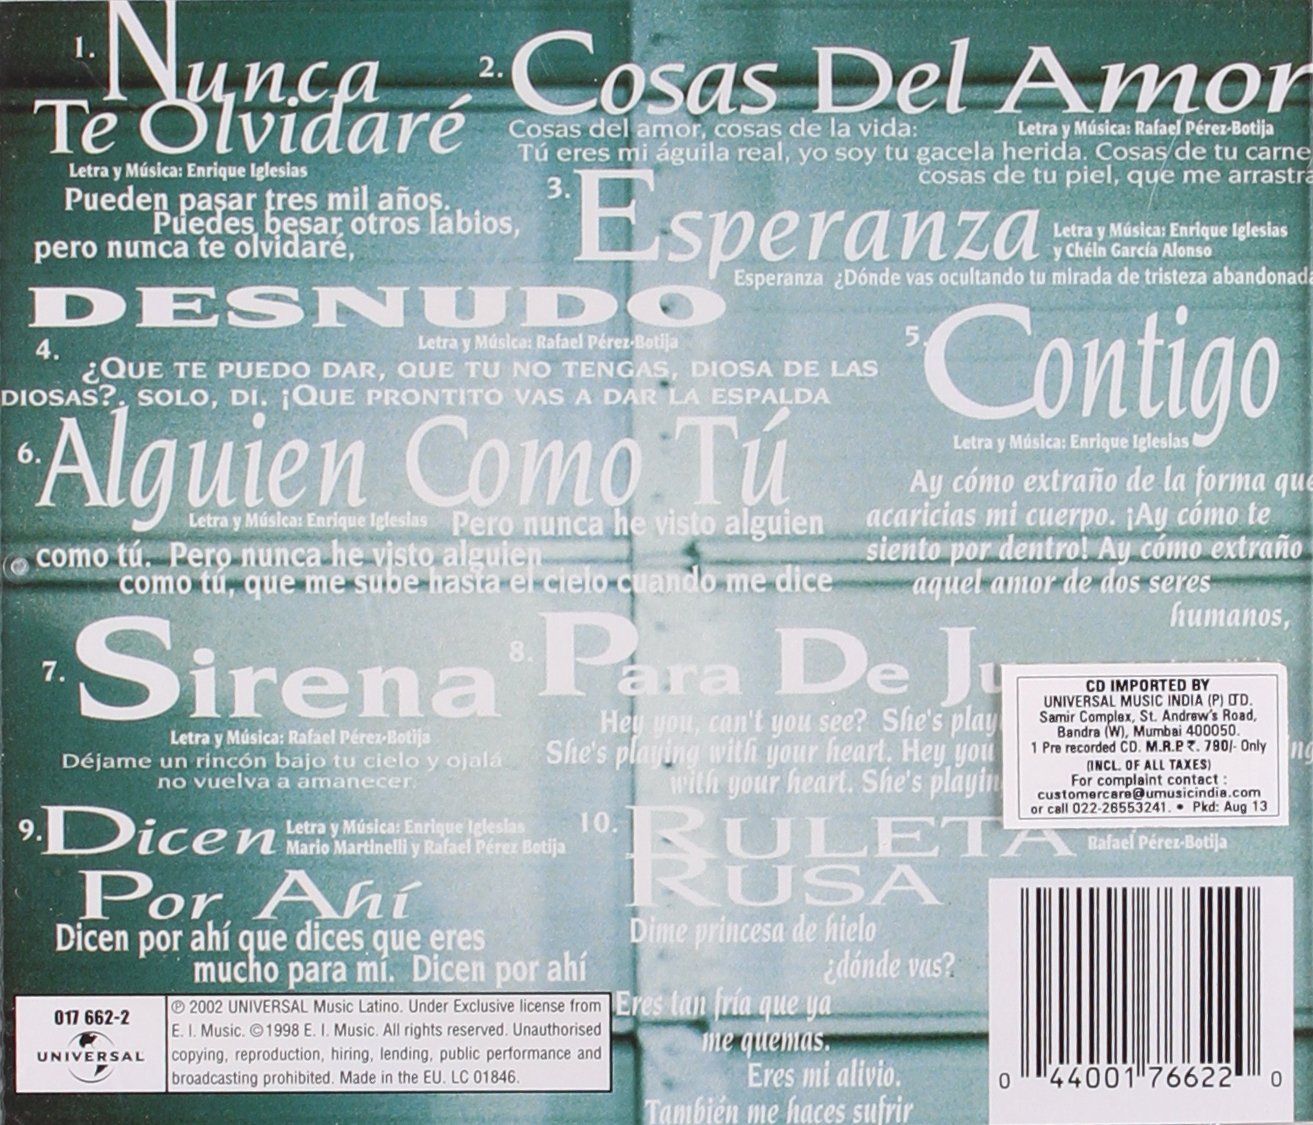 1. Nunca
Te Olvidaré
Letra y Música: Enrique Iglesias
Pueden pasar tres mil años.
Puedes besar otros labios,
pero nunca te olvidaré,
2. Cosas Del Amor
Cosas del amor, cosas de la vida:
Letra y Música: Rafael Pérez-Botija
Tú eres mi águila real, yo soy tu gacela herida. Cosas de tu carne
cosas de tu piel, que me arrastra
3. Esperanza
Letra y Música: Enrique Iglesias
y Chéin García Alonso
Esperanza ¿Dónde vas ocultando tu mirada de tristeza abandonad
DESNUDO
4.
Letra y Música: Rafael Pérez-Botija
¿QUE TE PUEDO DAR, QUE TU NO TENGAS, DIOSA DE LAS
DIOSAS?. SOLO, DI. ¡QUE PRONTITO VAS A DAR LA ESPALDA
5. Contigo
Letra y Música: Enrique Iglesias
Ay cómo extraño de la forma que
acaricias mi cuerpo. ¡Ay cómo te
siento por dentro! Ay cómo extraño
aquel amor de dos seres
humanos,
6. Alguien Como Tú
Letra y Música: Enrique Iglesias
Pero nunca he visto alguien
como tú. Pero nunca he visto alguien
como tú, que me sube hasta el cielo cuando me dice
7. Sirena
Letra y Música: Rafael Pérez-Botija
Déjame un rincón bajo tu cielo y ojalá
no vuelva a amanecer
8. Para De Ju
Hey you, can't you see? She's play
She's playing with your heart. Hey you
with your heart. She's playin
9. Dicen
Por Ahí
Letra y Música: Enrique Iglesias
Mario Martinelli y Rafael Pérez Botija
Dicen por ahí que dices que eres
mucho para mí. Dicen por ahí
10. RULETA
RUSA
Rafael Pérez-Botija
Dime princesa de hielo
¿dónde vas?
Eres tan fría que ya
me quemas.
Eres mi alivio.
También me haces sufrir
CD IMPORTED BY
UNIVERSAL MUSIC INDIA (P) LTD.
Samir Complex, St. Andrew's Road,
Bandra (W), Mumbai 400050.
1 Pre recorded CD. M.R.P ₹. 790/- Only
(INCL. OF ALL TAXES)
For complaint contact :
customercare@umusicindia.com
or call 022-26553241. • Pkd: Aug 13
017 662-2
UNIVERSAL
℗ 2002 UNIVERSAL Music Latino. Under Exclusive license from
E. I. Music. ©1998 E. I. Music. All rights reserved. Unauthorised
copying, reproduction, hiring, lending, public performance and
broadcasting prohibited. Made in the EU. LC 01846.
0 44001 76622 0